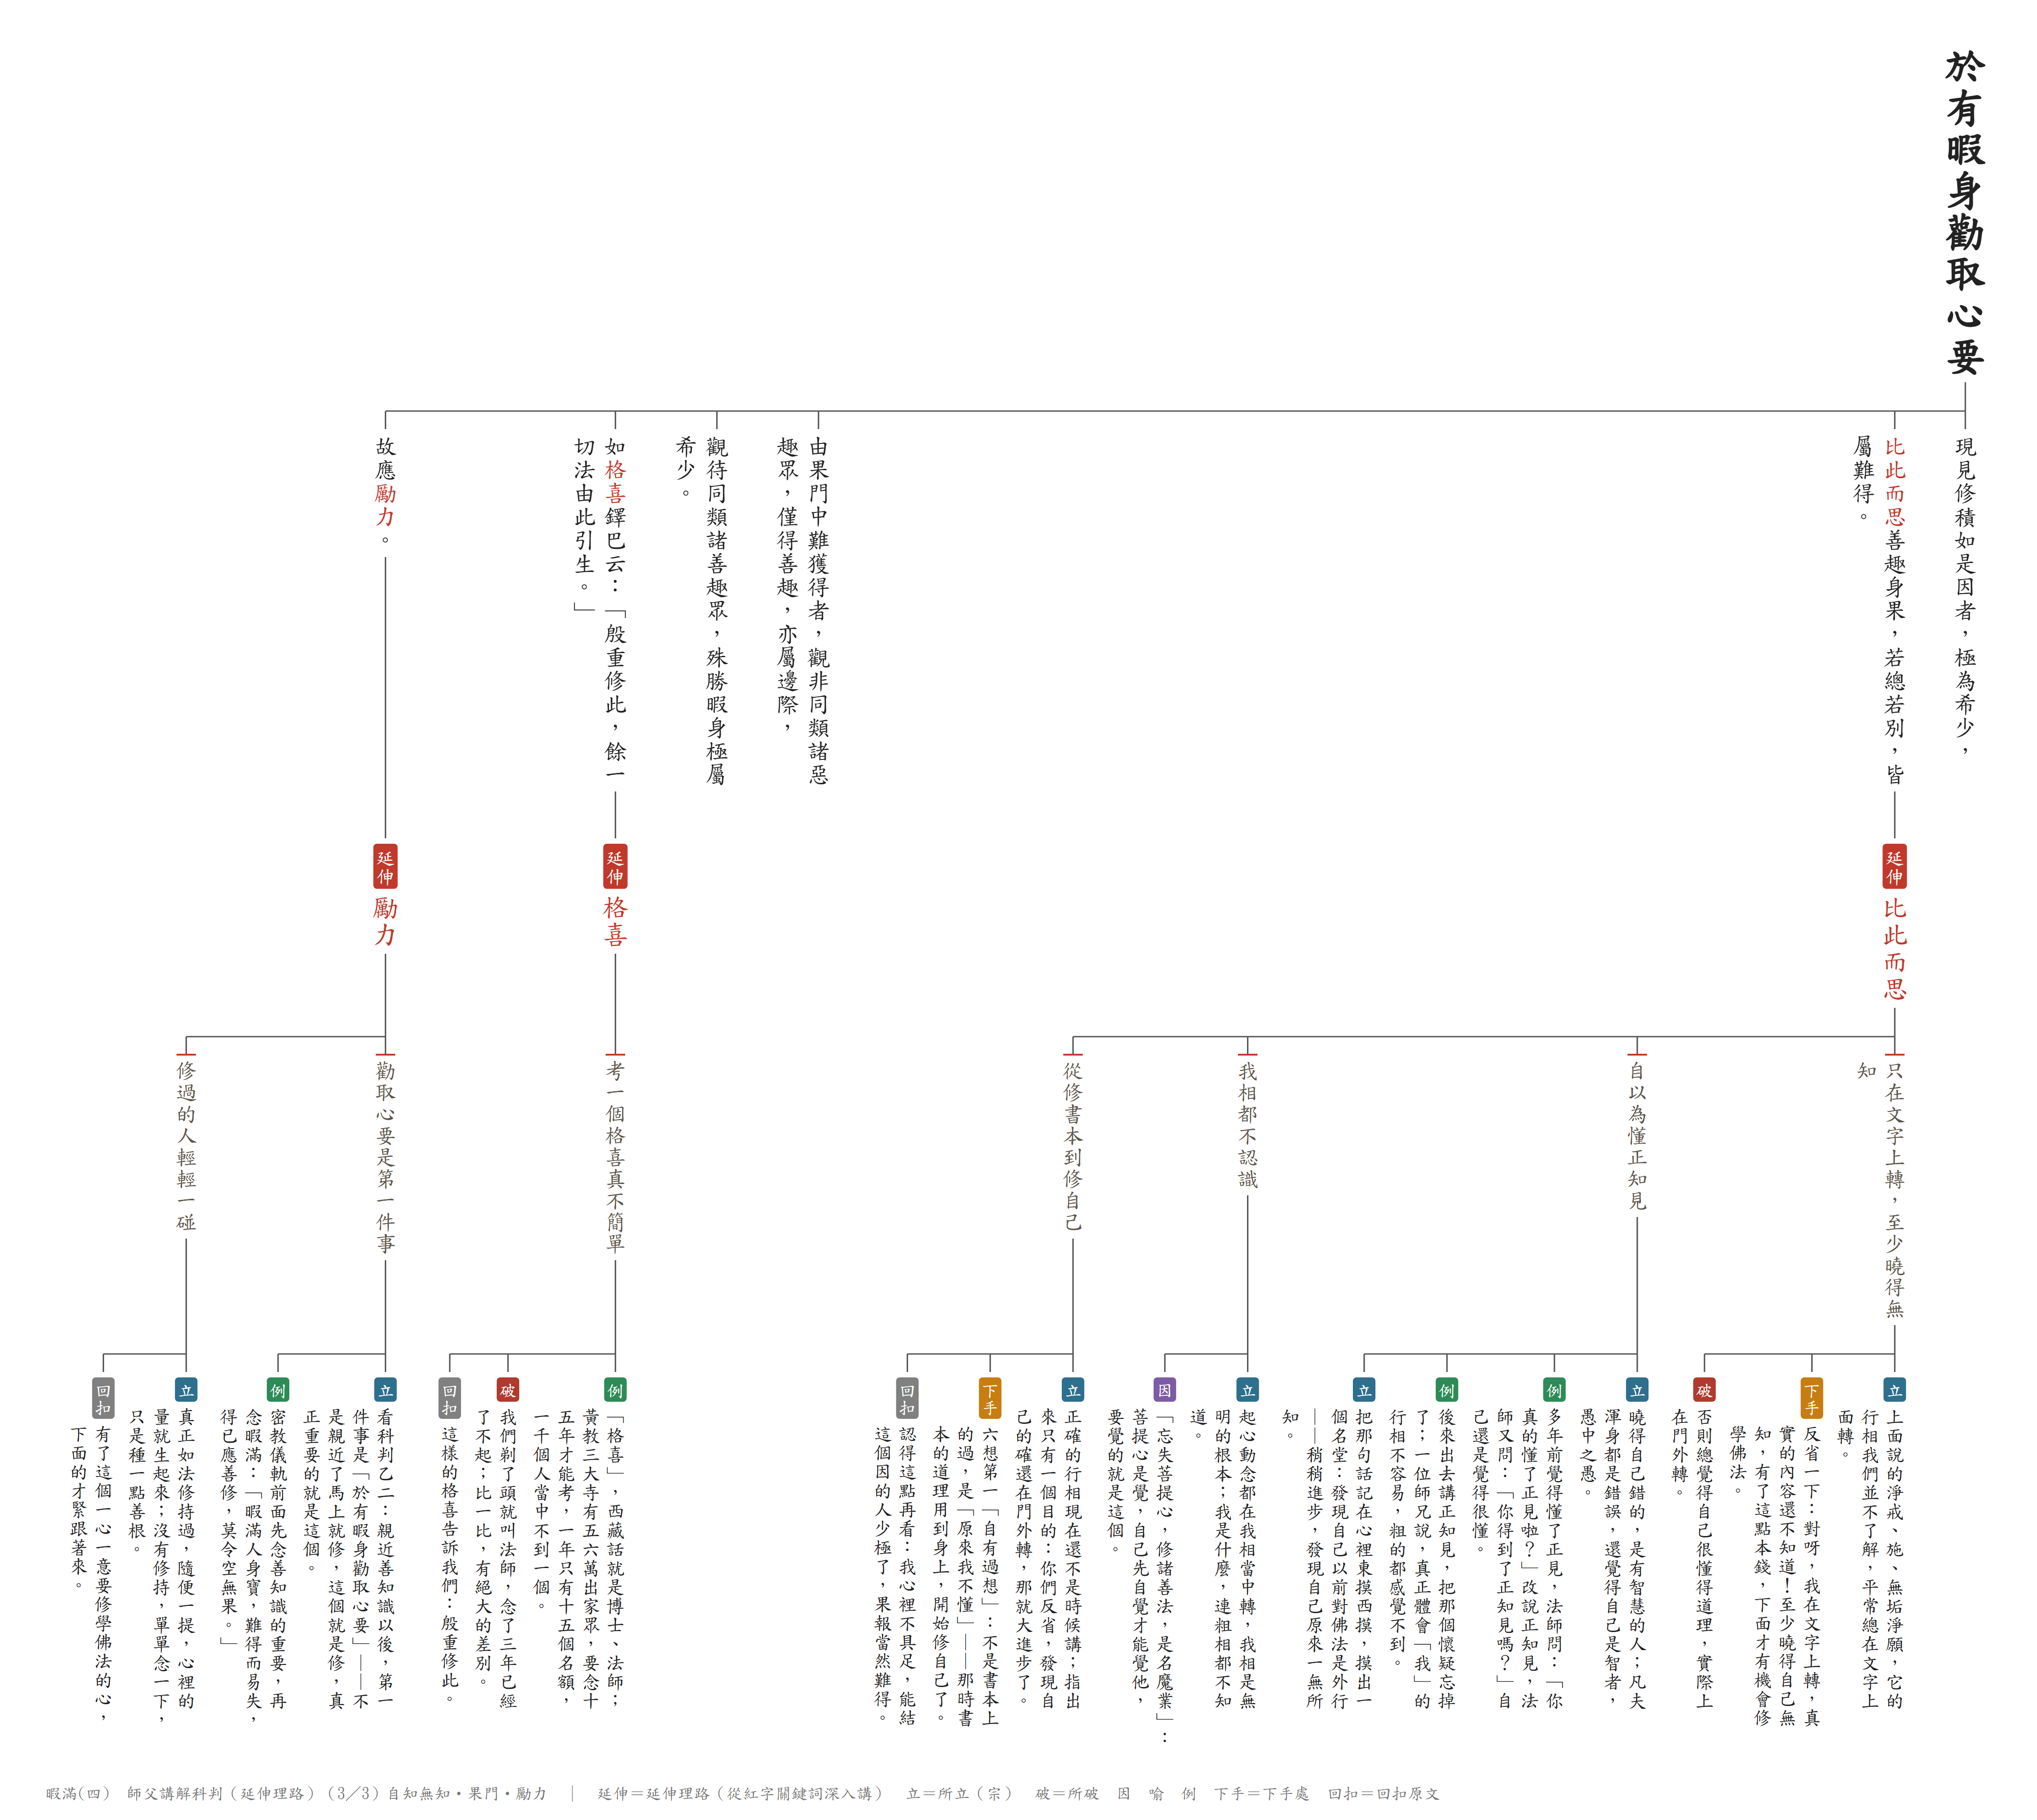 於有暇身勸取心要
現見修積如是因者，極為希少，
比此而思善趣身果，若總若別，皆
屬難得。
由果門中難獲得者，觀非同類諸惡
趣眾，僅得善趣，亦屬邊際，
觀待同類諸善趣眾，殊勝暇身極屬
希少。
如格喜鐸巴云：「殷重修此，餘一
切法由此引生。」
故應勵力。
延伸
比此而思
延伸
格喜
延伸
勵力
只在文字上轉，至少曉得無
知
自以為懂正知見
我相都不認識
從修書本到修自己
考一個格喜真不簡單
勸取心要是第一件事
修過的人輕輕一碰
立
上面說的淨戒、施、無垢淨願，它的
行相我們並不了解，平常總在文字上
面轉。
下手
反省一下：對呀，我在文字上轉，真
實的內容還不知道！至少曉得自己無
知，有了這點本錢，下面才有機會修
學佛法。
破
否則總覺得自己很懂得道理，實際上
在門外轉。
立
曉得自己錯的，是有智慧的人；凡夫
渾身都是錯誤，還覺得自己是智者，
愚中之愚。
例
多年前覺得懂了正見，法師問：「你
真的懂了正見啦？」改說正知見，法
師又問：「你得到了正知見嗎？」自
己還是覺得很懂。
例
後來出去講正知見，把那個懷疑忘掉
了；一位師兄說，真正體會「我」的
行相不容易，粗的都感覺不到。
立
把那句話記在心裡東摸西摸，摸出一
個名堂：發現自己以前對佛法是外行
——稍稍進步，發現自己原來一無所
知。
立
起心動念都在我相當中轉，我相是無
明的根本；我是什麼，連粗相都不知
道。
因
「忘失菩提心，修諸善法，是名魔業」：
菩提心是覺，自己先自覺才能覺他，
要覺的就是這個。
立
正確的行相現在還不是時候講；指出
來只有一個目的：你們反省，發現自
己的確還在門外轉，那就大進步了。
下手
六想第一「自有過想」：不是書本上
的過，是「原來我不懂」——那時書
本的道理用到身上，開始修自己了。
回扣
認得這點再看：我心裡不具足，能結
這個因的人少極了，果報當然難得。
例
「格喜」，西藏話就是博士、法師；
黃教三大寺有五六萬出家眾，要念十
五年才能考，一年只有十五個名額，
一千個人當中不到一個。
破
我們剃了頭就叫法師，念了三年已經
了不起；比一比，有絕大的差別。
回扣
這樣的格喜告訴我們：殷重修此。
立
看科判乙二：親近善知識以後，第一
件事是「於有暇身勸取心要」——不
是親近了馬上就修，這個就是修，真
正重要的就是這個。
例
密教儀軌前面先念善知識的重要，再
念暇滿：「暇滿人身寶，難得而易失，
得已應善修，莫令空無果。」
立
真正如法修持過，隨便一提，心裡的
量就生起來；沒有修持，單單念一下，
只是種一點善根。
回扣
有了這個一心一意要修學佛法的心，
下面的才緊跟著來。
暇滿(四)　師父講解科判（延伸理路）（3／3）自知無知・果門・勵力　｜　延伸＝延伸理路（從紅字關鍵詞深入講）　立＝所立（宗）　破＝所破　因　喻　例　下手＝下手處　回扣＝回扣原文